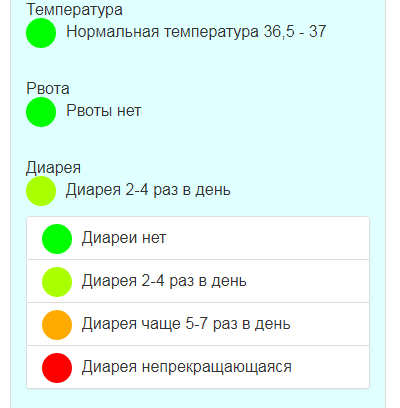 Температура
Нормальная температура 36,5 - 37
Рвота
Рвоты нет
Диарея
Диарея 2-4 раз в день
Диареи нет
Диарея 2-4 раз в день
Диарея чаще 5-7 раз в день
Диарея непрекращающаяся